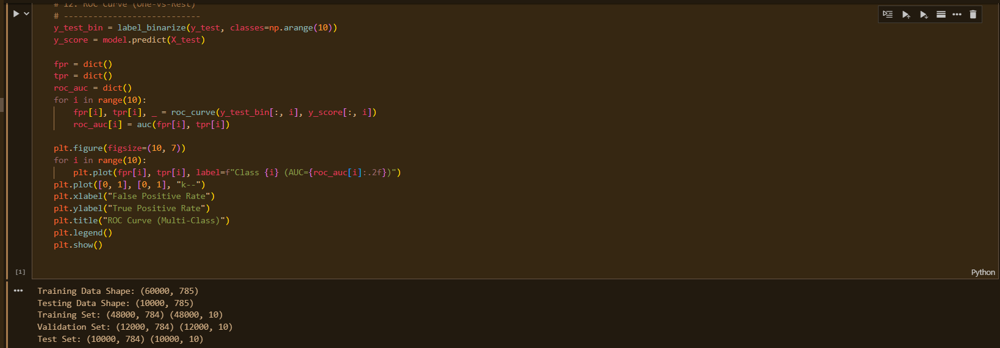 # 12. ROC Curve (One-vs-Rest)
# ----------------------------
y_test_bin = label_binarize(y_test, classes=np.arange(10))
y_score = model.predict(X_test)
fpr = dict()
tpr = dict()
roc_auc = dict()
for i in range(10):
    fpr[i], tpr[i], _ = roc_curve(y_test_bin[:, i], y_score[:, i])
    roc_auc[i] = auc(fpr[i], tpr[i])
plt.figure(figsize=(10, 7))
for i in range(10):
    plt.plot(fpr[i], tpr[i], label=f"Class {i} (AUC={roc_auc[i]:.2f})")
plt.plot([0, 1], [0, 1], "k--")
plt.xlabel("False Positive Rate")
plt.ylabel("True Positive Rate")
plt.title("ROC Curve (Multi-Class)")
plt.legend()
plt.show()
[1]
Python
Training Data Shape: (60000, 785)
Testing Data Shape: (10000, 785)
Training Set: (48000, 784) (48000, 10)
Validation Set: (12000, 784) (12000, 10)
Test Set: (10000, 784) (10000, 10)